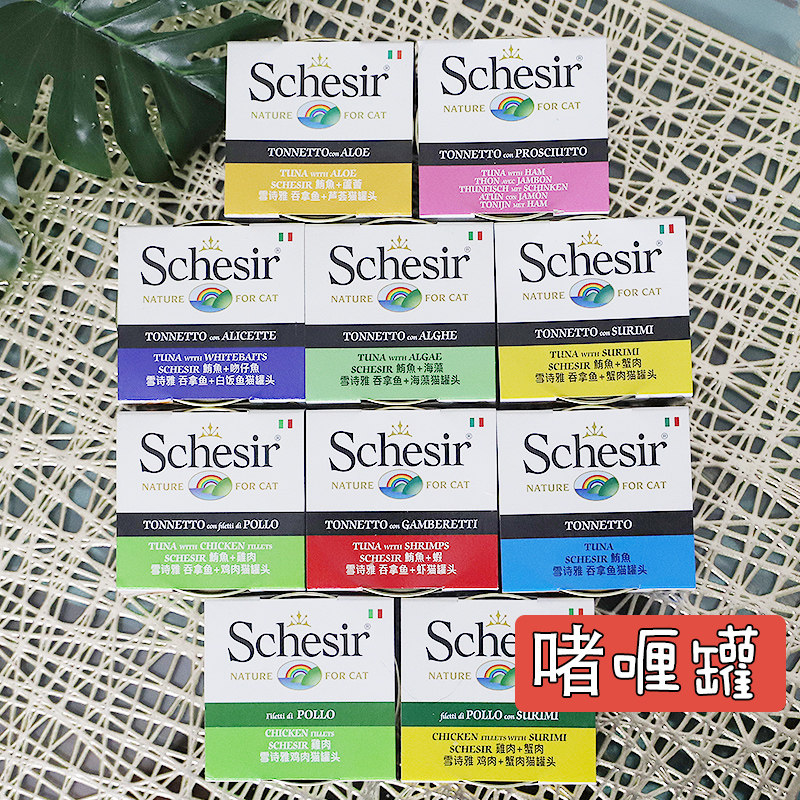 Schesir®
NATURE FOR CAT
TONNETTO con ALOE
TUNA WITH ALOE
SCHESIR 鮪魚+蘆薈
雪诗雅 吞拿鱼+芦荟猫罐头
Schesir®
NATURE FOR CAT
TONNETTO con PROSCIUTTO
TUNA WITH HAM
THON AVEC JAMBON
THUNFISCH MIT SCHINKEN
ATUN CON JAMON
TONIJN MET HAM
Schesir®
NATURE FOR CAT
TONNETTO con ALICETTE
TUNA WITH WHITEBAITS
SCHESIR 鮪魚+吻仔魚
雪诗雅 吞拿鱼+白饭鱼猫罐头
Schesir®
NATURE FOR CAT
TONNETTO con ALGHE
TUNA WITH ALGAE
SCHESIR 鮪魚+海藻
雪诗雅 吞拿鱼+海藻猫罐头
Schesir®
NATURE FOR CAT
TONNETTO con SURIMI
TUNA WITH SURIMI
SCHESIR 鮪魚+蟹肉
雪诗雅 吞拿鱼+蟹肉猫罐头
Schesir®
NATURE FOR CAT
TONNETTO con filetti di POLLO
TUNA WITH CHICKEN FILLETS
SCHESIR 鮪魚+雞肉
雪诗雅 吞拿鱼+鸡肉猫罐头
Schesir®
NATURE FOR CAT
TONNETTO con GAMBERETTI
TUNA WITH SHRIMPS
SCHESIR 鮪魚+蝦
雪诗雅 吞拿鱼+虾猫罐头
Schesir®
NATURE FOR CAT
TONNETTO
TUNA
SCHESIR 鮪魚
雪诗雅 吞拿鱼猫罐头
Schesir®
NATURE FOR CAT
filetti di POLLO
CHICKEN FILLETS
SCHESIR 雞肉
雪诗雅鸡肉猫罐头
Schesir
NATURE
filetti di POLLO con SURIMI
CHICKEN FILLETS WITH SURIMI
SCHESIR 雞肉+蟹肉
雪诗雅 鸡肉+蟹肉猫罐头
啫喱罐